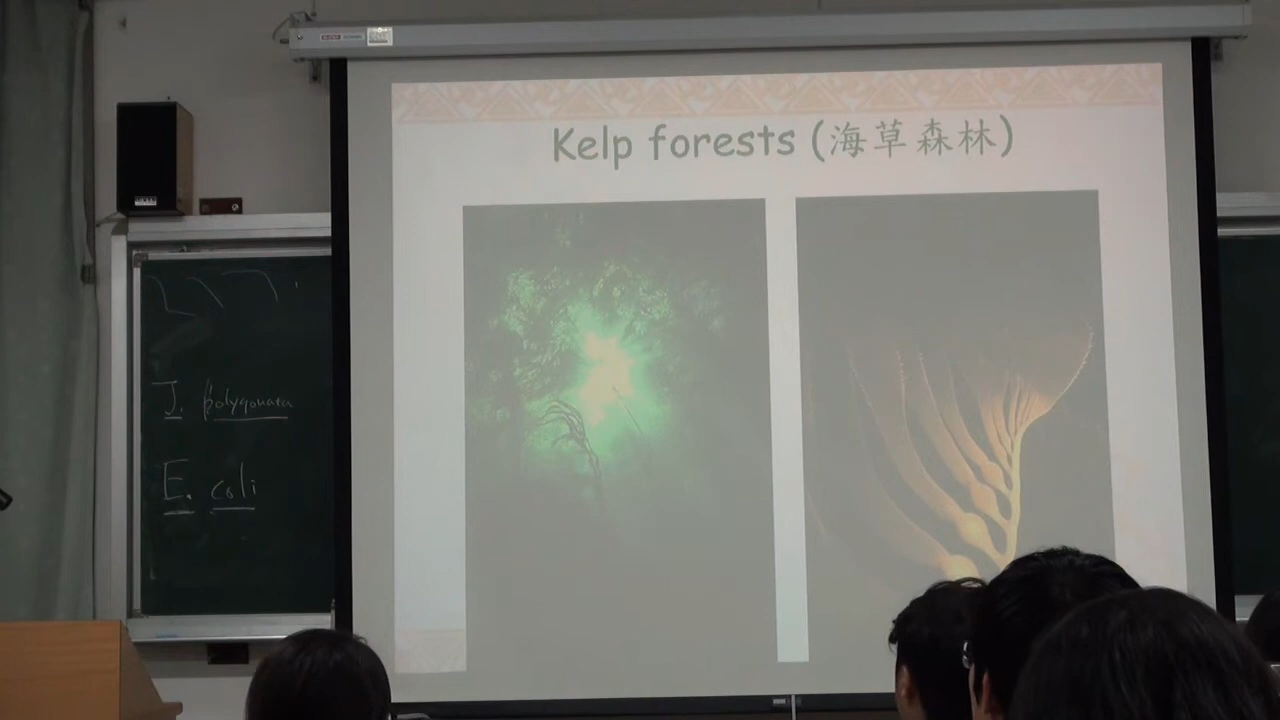 Kelp forests (海草森林)
J. polygonata
E. coli